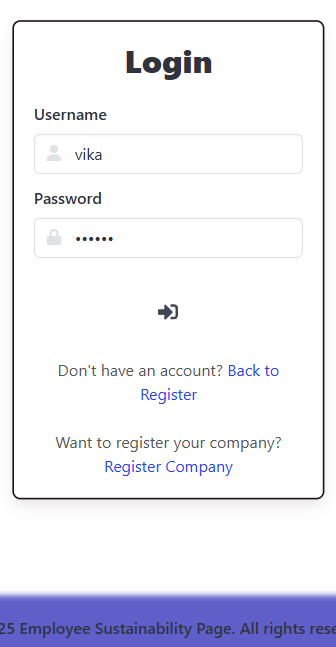 Login
Username
vika
Password
••••••
Don't have an account? Back to
Register
Want to register your company?
Register Company
25 Employee Sustainability Page. All rights rese